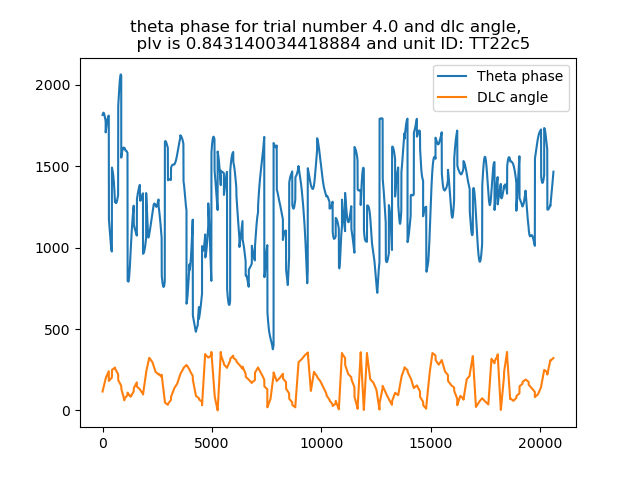 theta phase for trial number 4.0 and dlc angle,
plv is 0.843140034418884 and unit ID: TT22c5
Theta phase
DLC angle
2000
1500
1000
500
0
0
5000
10000
15000
20000